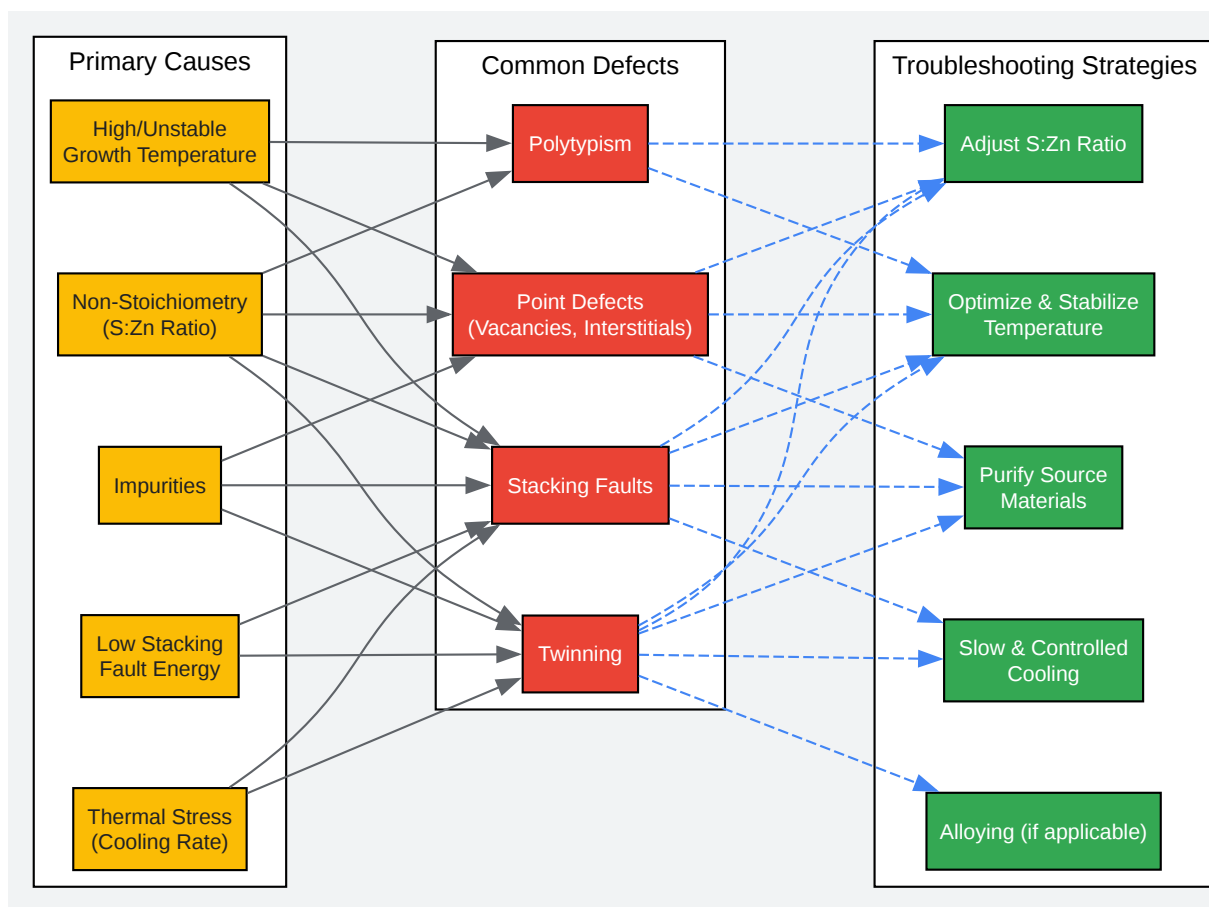 Primary Causes
High/Unstable
Growth Temperature
Non-Stoichiometry
(S:Zn Ratio)
Impurities
Low Stacking
Fault Energy
Thermal Stress
(Cooling Rate)
Common Defects
Polytypism
Point Defects
(Vacancies, Interstitials)
Stacking Faults
Twinning
Troubleshooting Strategies
Adjust S:Zn Ratio
Optimize & Stabilize
Temperature
Purify Source
Materials
Slow & Controlled
Cooling
Alloying (if applicable)